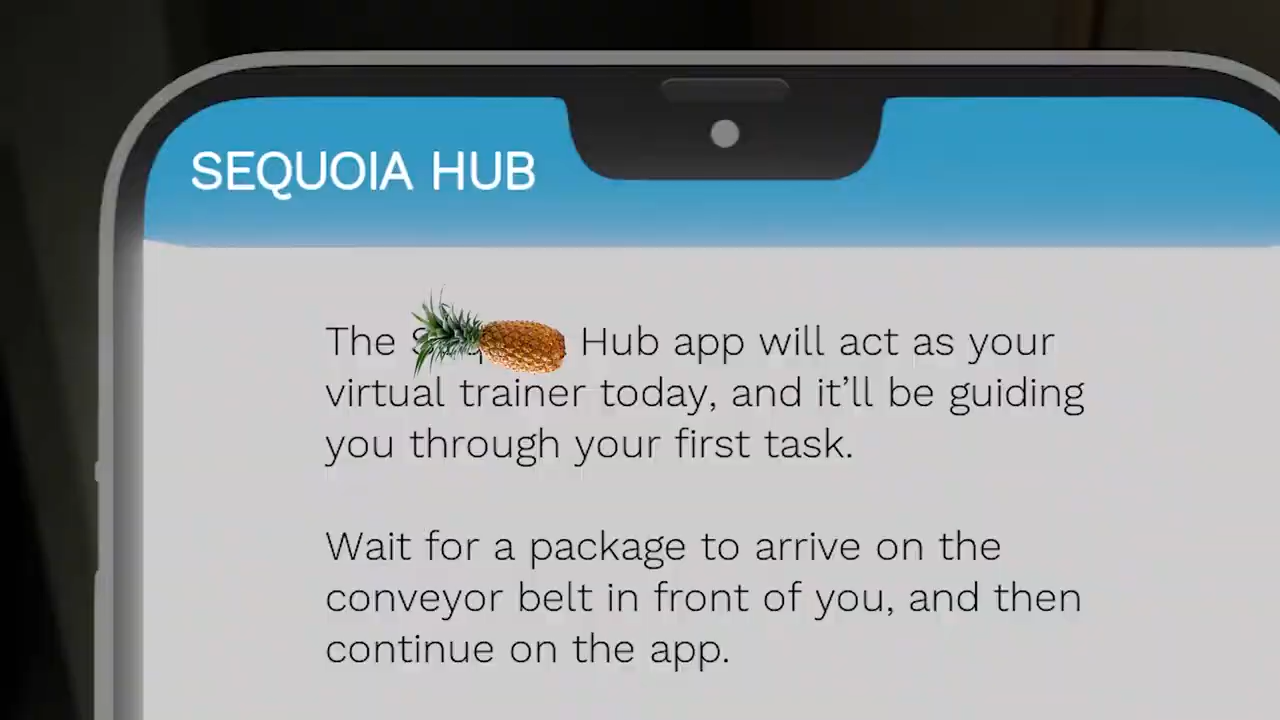 SEQUOIA HUB
The Hub app will act as your
virtual trainer today, and it’ll be guiding
you through your first task.
Wait for a package to arrive on the
conveyor belt in front of you, and then
continue on the app.